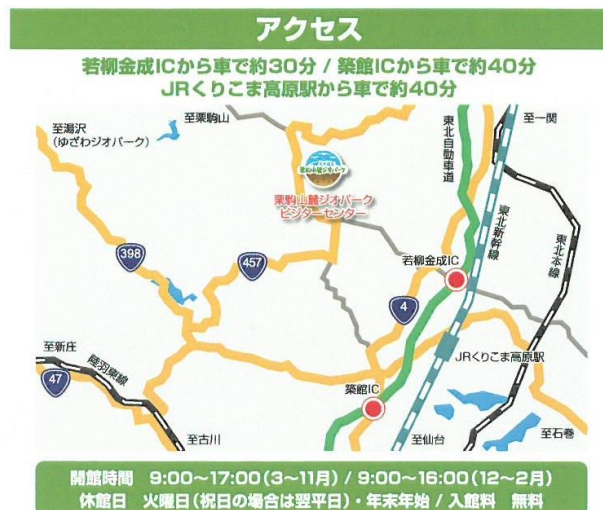 アクセス
若柳金成ICから車で約30分 / 築館ICから車で約40分
JRくりこま高原駅から車で約40分
至湯沢
(ゆざわジオパーク)
至栗駒山
東北自動車道
至一関
栗駒山麓ジオパーク
栗駒山麓ジオパーク
ビジターセンター
東北新幹線
東北本線
398
457
若柳金成IC
4
至新庄
陸羽東線
47
JRくりこま高原駅
築館IC
至古川
至仙台
至石巻
開館時間 9:00〜17:00(3〜11月) / 9:00〜16:00(12〜2月)
休館日 火曜日(祝日の場合は翌平日)・年末年始 / 入館料 無料